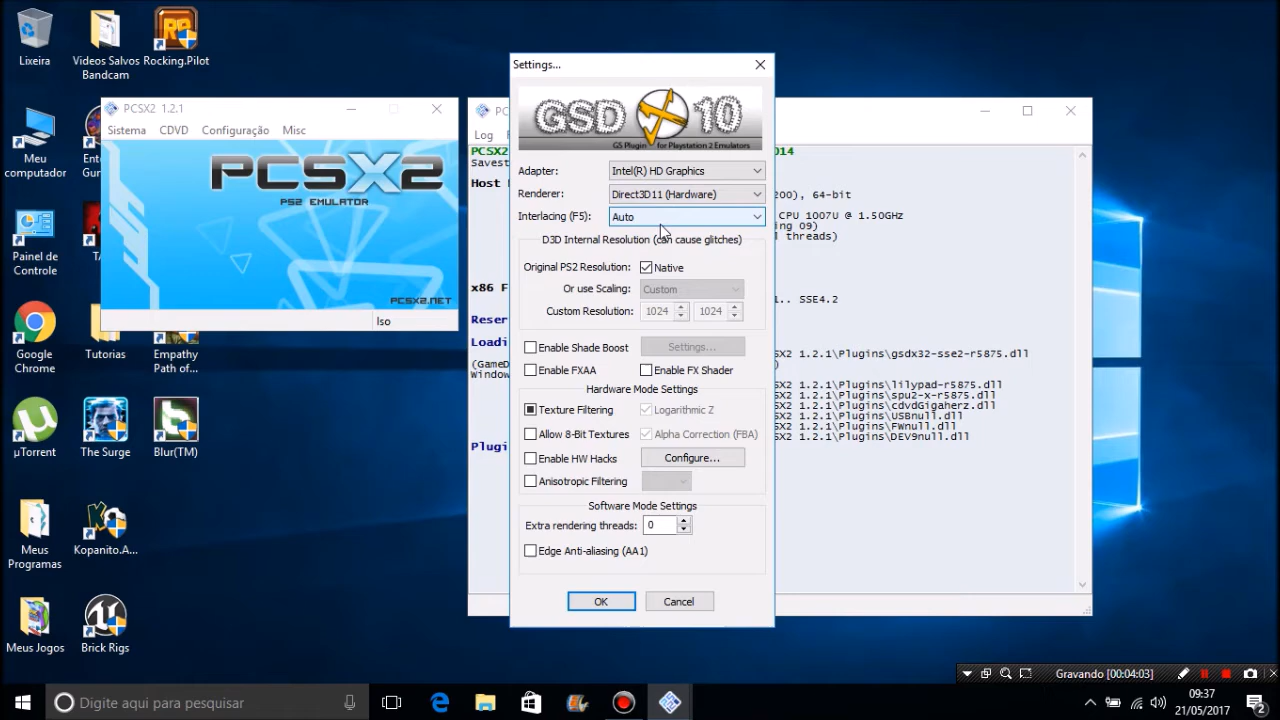 Lixeira
Videos Salvos
Bandcam
Rocking.Pilot
Meu
computador
Painel de
Controle
Google
Chrome
Tutorias
Empathy
Path of...
µTorrent
The Surge
Blur(TM)
Meus
Programas
Kopanito.A...
Meus Jogos
Brick Rigs
PCSX2 1.2.1
Sistema CDVD Configuração Misc
PCSX2
PS2 EMULATOR
PCSX2.NET
Iso
Log
PCSX2
014
Savest
Host
200), 64-bit
CPU 1007U @ 1.50GHz
ing 09)
l threads)
x86 F
1.. SSE4.2
Reser
Loadi
SX2 1.2.1\Plugins\gsdx32-sse2-r5875.dll
(GameD
Window
SX2 1.2.1\Plugins\lilypad-r5875.dll
SX2 1.2.1\Plugins\spu2-x-r5875.dll
SX2 1.2.1\Plugins\cdvdGigaherz.dll
SX2 1.2.1\Plugins\USBnull.dll
SX2 1.2.1\Plugins\FWnull.dll
SX2 1.2.1\Plugins\DEV9null.dll
Plugi
Settings...
GSD 10
GS Plugin for Playstation 2 Emulators
Adapter: Intel(R) HD Graphics
Renderer: Direct3D11 (Hardware)
Interlacing (F5): Auto
D3D Internal Resolution (can cause glitches)
Original PS2 Resolution: Native
Or use Scaling: Custom
Custom Resolution: 1024 1024
Enable Shade Boost Settings...
Enable FXAA Enable FX Shader
Hardware Mode Settings
Texture Filtering Logarithmic Z
Allow 8-Bit Textures Alpha Correction (FBA)
Enable HW Hacks Configure...
Anisotropic Filtering
Software Mode Settings
Extra rendering threads: 0
Edge Anti-aliasing (AA1)
OK Cancel
Gravando [00:04:03]
Digite aqui para pesquisar
09:37
21/05/2017
2